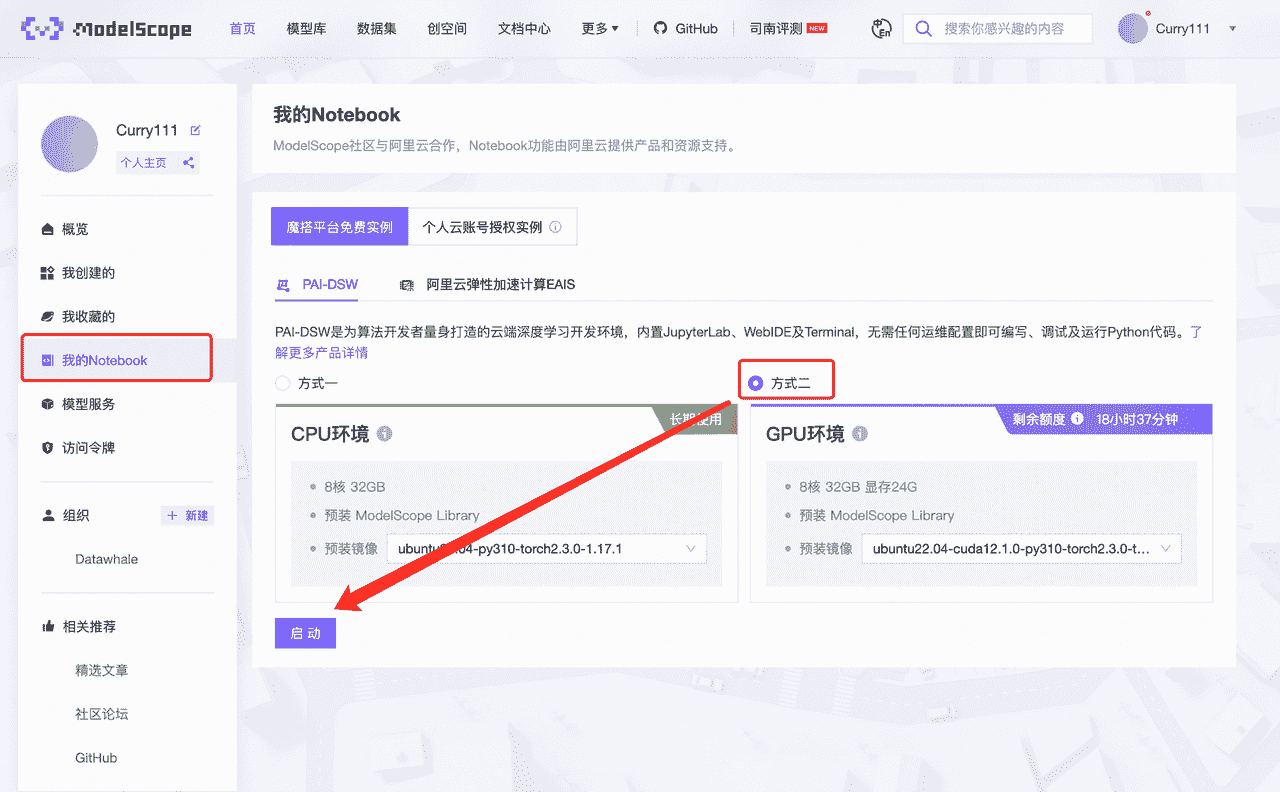 ModelScope 首页 模型库 数据集 创空间 文档中心 更多 GitHub 司南评测 NEW 搜索你感兴趣的内容 Curry111
Curry111
个人主页
概览
我创建的
我收藏的
我的Notebook
模型服务
访问令牌
组织 + 新建
Datawhale
相关推荐
精选文章
社区论坛
GitHub
我的Notebook
ModelScope社区与阿里云合作，Notebook功能由阿里云提供产品和资源支持。
魔搭平台免费实例 个人云账号授权实例
PAI-DSW 阿里云弹性加速计算EAIS
PAI-DSW是为算法开发者量身打造的云端深度学习开发环境，内置JupyterLab、WebIDE及Terminal，无需任何运维配置即可编写、调试及运行Python代码。了
解更多产品详情
方式一
长期使用
CPU环境
8核 32GB
预装 ModelScope Library
预装镜像 ubuntu22.04-py310-torch2.3.0-1.17.1
方式二
剩余额度 18小时37分钟
GPU环境
8核 32GB 显存24G
预装 ModelScope Library
预装镜像 ubuntu22.04-cuda12.1.0-py310-torch2.3.0-t...
启动